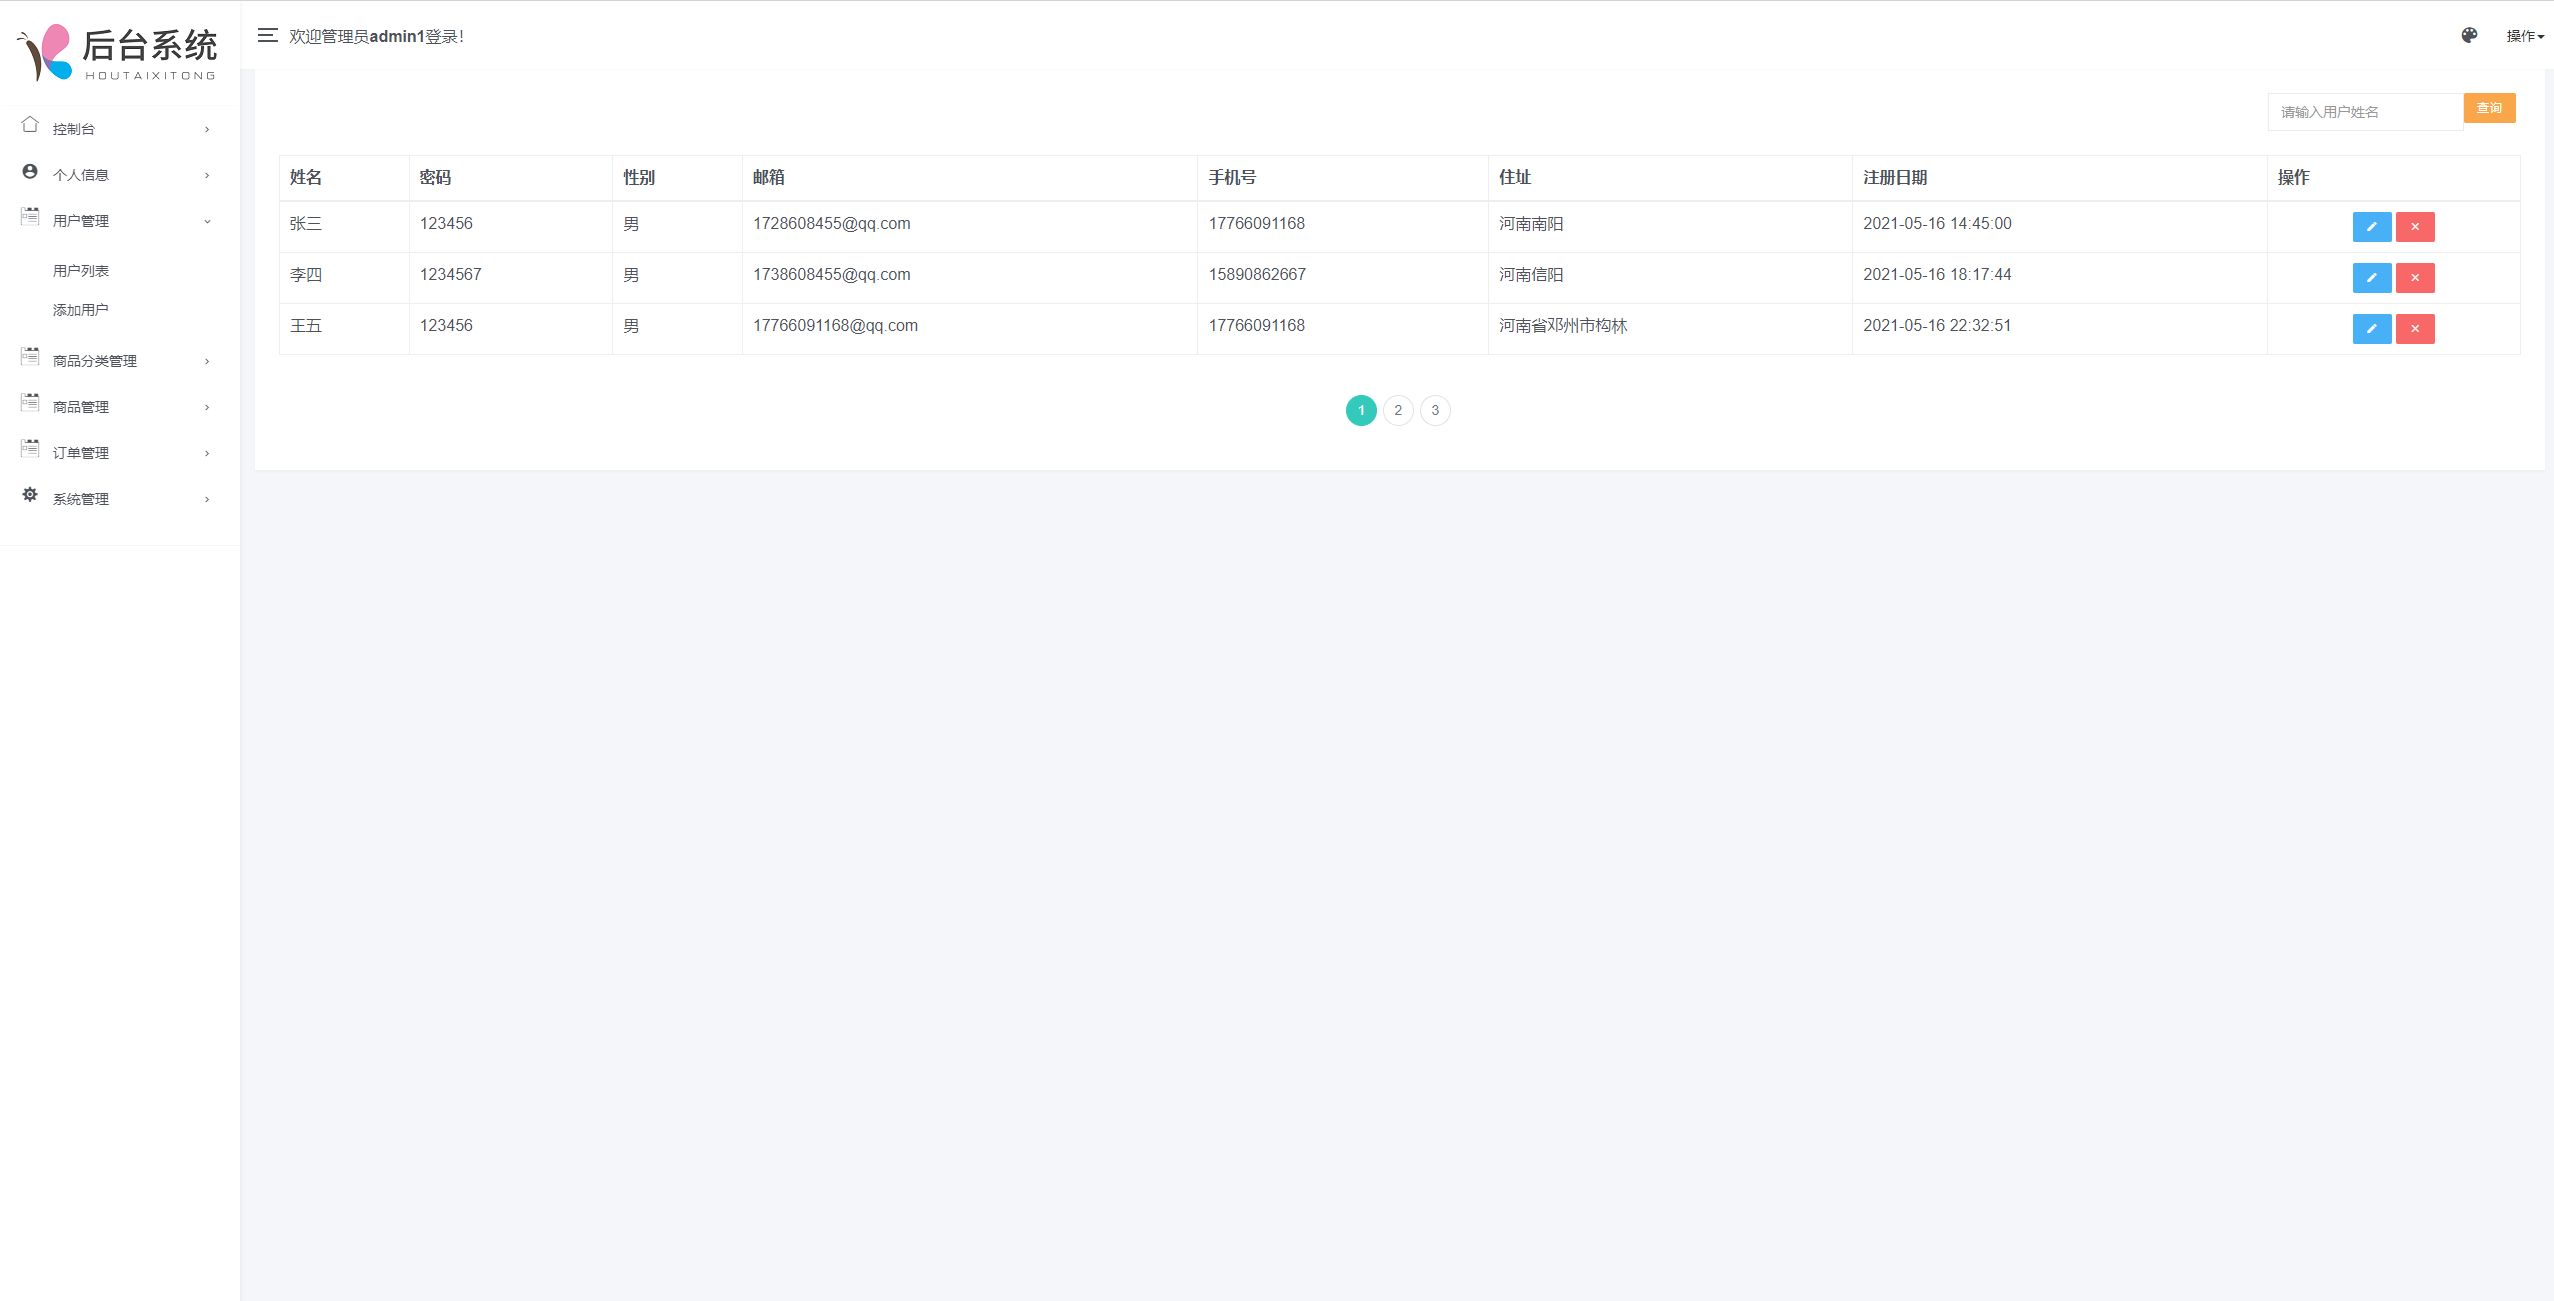 后台系统
HOUTAIXITONG
欢迎管理员admin1登录!
操作
控制台
个人信息
用户管理
用户列表
添加用户
商品分类管理
商品管理
订单管理
系统管理
请输入用户姓名 查询
姓名 密码 性别 邮箱 手机号 住址 注册日期 操作
张三 123456 男 1728608455@qq.com 17766091168 河南南阳 2021-05-16 14:45:00
李四 1234567 男 1738608455@qq.com 15890862667 河南信阳 2021-05-16 18:17:44
王五 123456 男 17766091168@qq.com 17766091168 河南省邓州市构林 2021-05-16 22:32:51
1 2 3